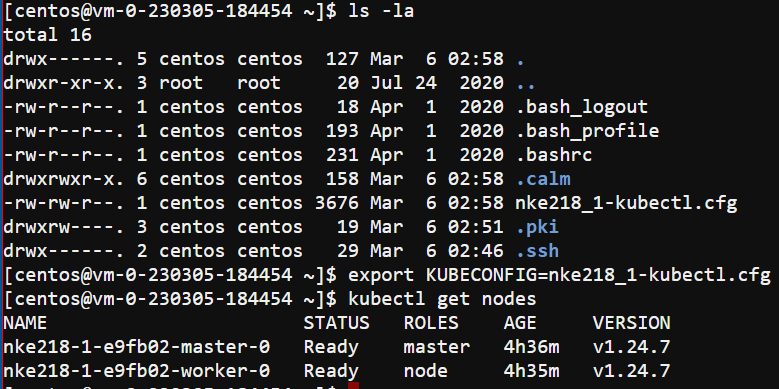 [centos@vm-0-230305-184454 ~]$ ls -la
total 16
drwx------. 5 centos centos  127 Mar  6 02:58 .
drwxr-xr-x. 3 root   root     20 Jul 24  2020 ..
-rw-r--r--. 1 centos centos   18 Apr  1  2020 .bash_logout
-rw-r--r--. 1 centos centos  193 Apr  1  2020 .bash_profile
-rw-r--r--. 1 centos centos  231 Apr  1  2020 .bashrc
drwxrwxr-x. 6 centos centos  158 Mar  6 02:58 .calm
-rw-rw-r--. 1 centos centos 3676 Mar  6 02:58 nke218_1-kubectl.cfg
drwxrw----. 3 centos centos   19 Mar  6 02:51 .pki
drwx------. 2 centos centos   29 Mar  6 02:46 .ssh
[centos@vm-0-230305-184454 ~]$ export KUBECONFIG=nke218_1-kubectl.cfg
[centos@vm-0-230305-184454 ~]$ kubectl get nodes
NAME                     STATUS   ROLES    AGE     VERSION
nke218-1-e9fb02-master-0   Ready    master   4h36m   v1.24.7
nke218-1-e9fb02-worker-0   Ready    node     4h35m   v1.24.7